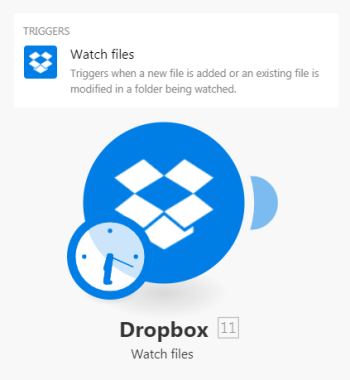 TRIGGERS
Watch files
Triggers when a new file is added or an existing file is
modified in a folder being watched.
Dropbox 11
Watch files